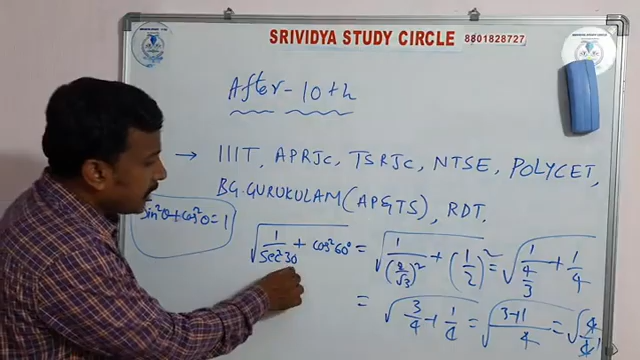 SRIVIDYA STUDY CIRCLE 8801828727
After - 10th
→ IIIT, APRJC, TSRJC, NTSE, POLYCET,
BG.GURUKULAM(AP&TS), RDT.
sin²θ+cos²θ=1
√(1/sec²30 + cos²60°) = √(1/(2/√3)² + (1/2)²) = √(1/(4/3) + 1/4)
= √(3/4 + 1/4) = √((3+1)/4) = √(4/4)